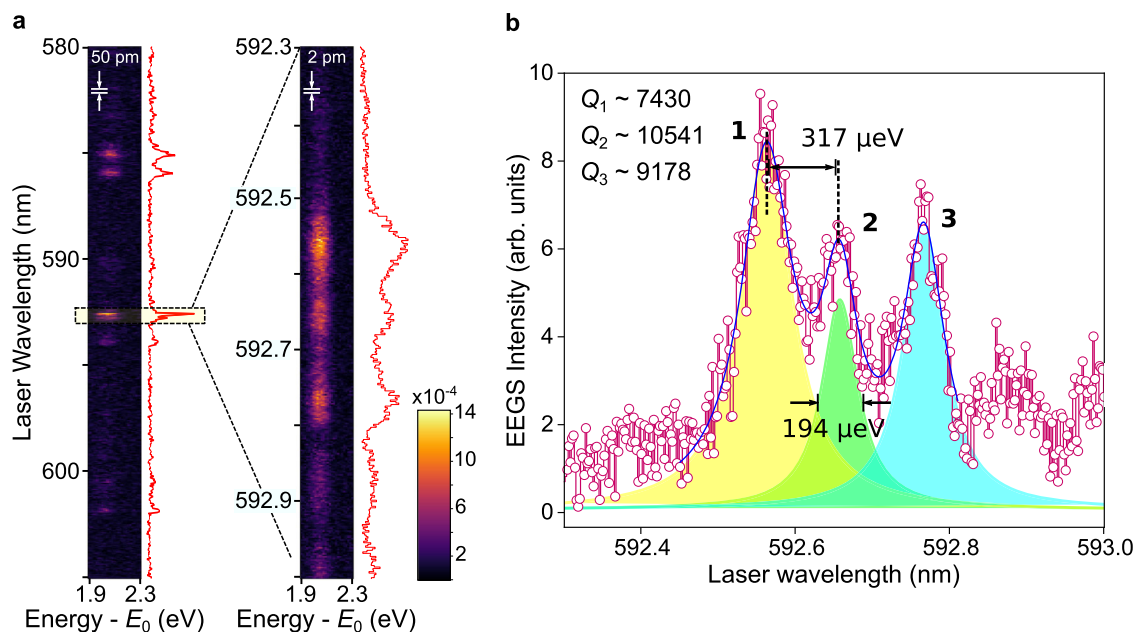 a
50 pm
2 pm
580
590
600
Laser Wavelength (nm)
1.9 2.3
Energy - E₀ (eV)
592.3
592.5
592.7
592.9
1.9 2.3
Energy - E₀ (eV)
x10⁻⁴
14
10
6
2
b
Q₁ ~ 7430
Q₂ ~ 10541
Q₃ ~ 9178
1
317 µeV
2
3
194 µeV
10
8
6
4
2
0
EEGS Intensity (arb. units)
592.4 592.6 592.8 593.0
Laser wavelength (nm)